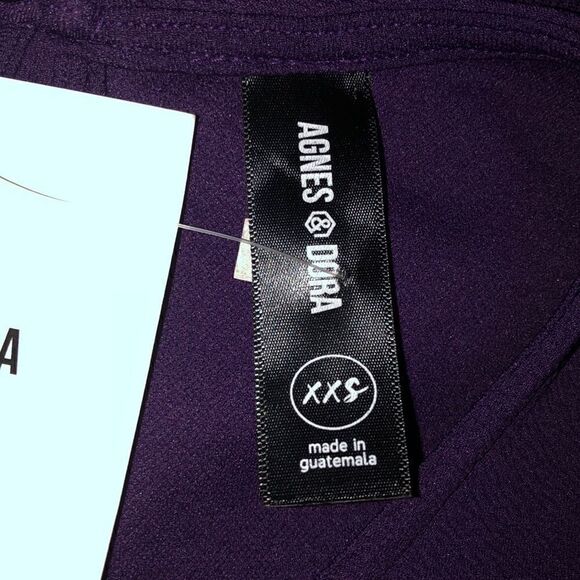 AGNES & DORA
XXS
made in
guatemala
A